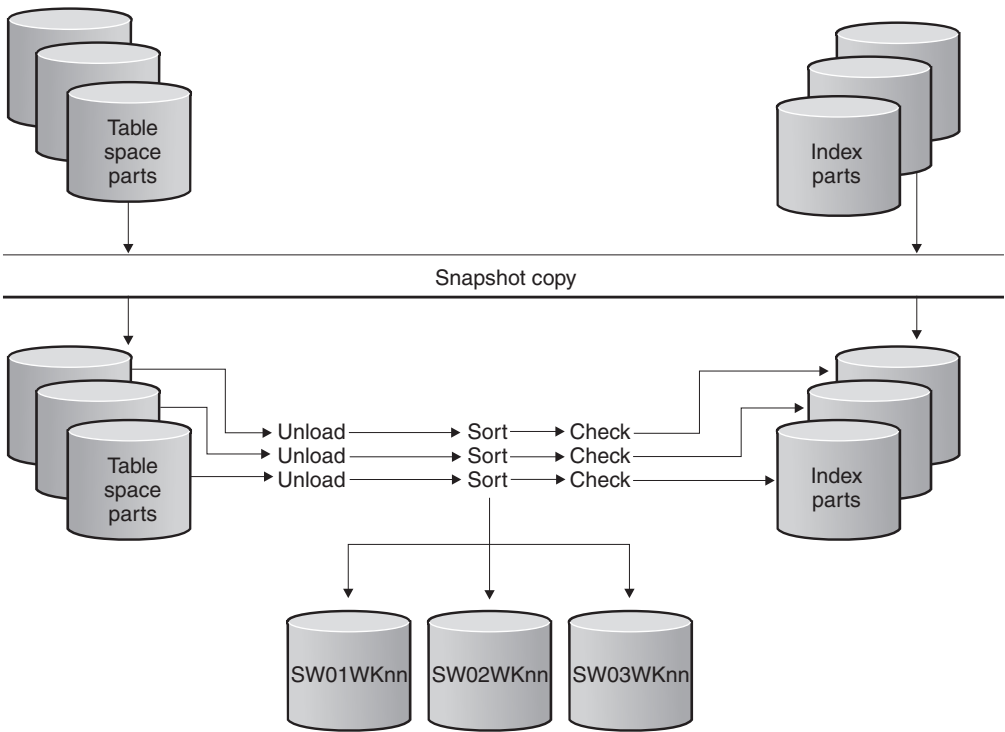 Table
space
parts
Index
parts
Snapshot copy
Unload Sort Check
Unload Sort Check
Unload Sort Check
Table
space
parts
Index
parts
SW01WKnn SW02WKnn SW03WKnn